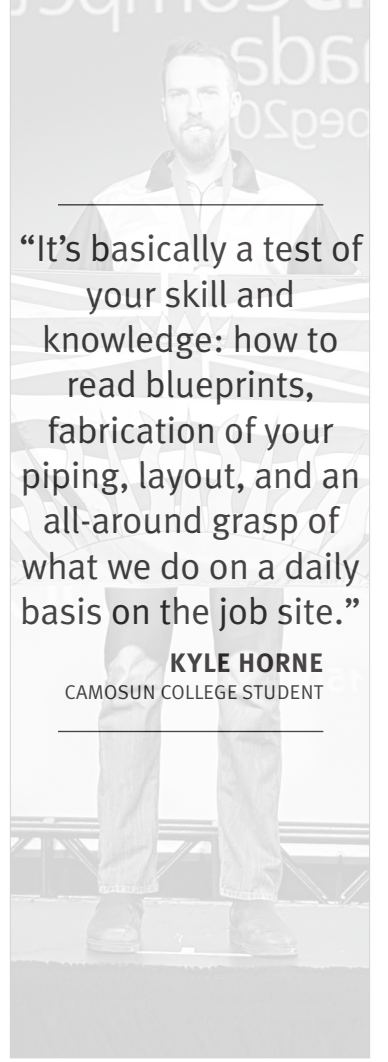 “It’s basically a test of
your skill and
knowledge: how to
read blueprints,
fabrication of your
piping, layout, and an
all-around grasp of
what we do on a daily
basis on the job site.”
KYLE HORNE
CAMOSUN COLLEGE STUDENT